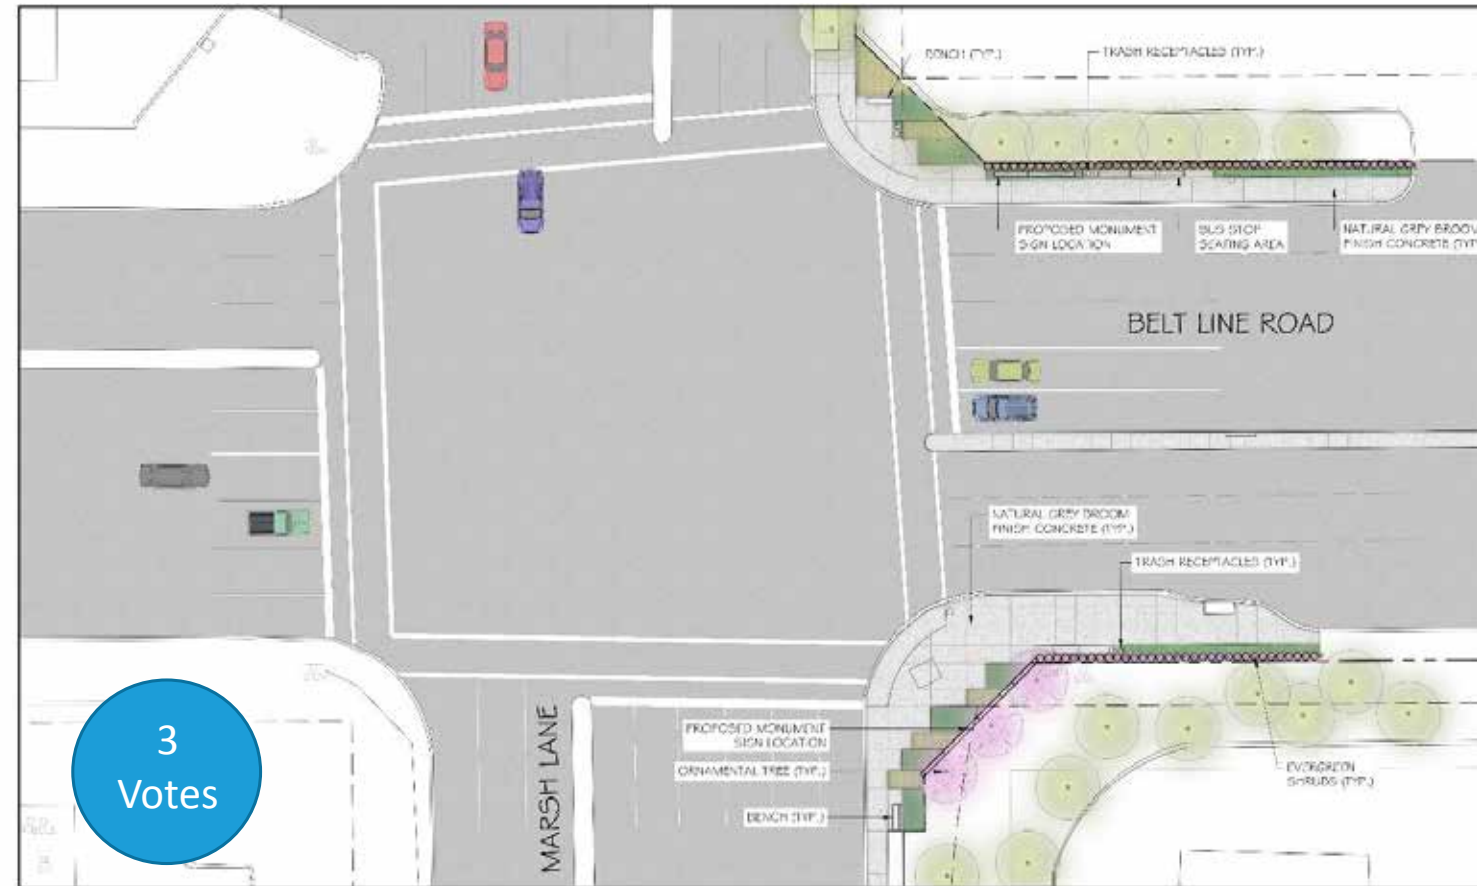 BENCH (TYP.)
TRASH RECEPTACLES (TYP.)
PROPOSED MONUMENT
SIGN LOCATION
BUS STOP
SEATING AREA
NATURAL GREY BROOM
FINISH CONCRETE (TYP
BELT LINE ROAD
NATURAL GREY BROOM
FINISH CONCRETE (TYP.)
TRASH RECEPTACLES (TYP.)
PROPOSED MONUMENT
SIGN LOCATION
ORNAMENTAL TREE (TYP.)
BENCH (TYP.)
EVERGREEN
SHRUBS (TYP.)
MARSH LANE
3
Votes